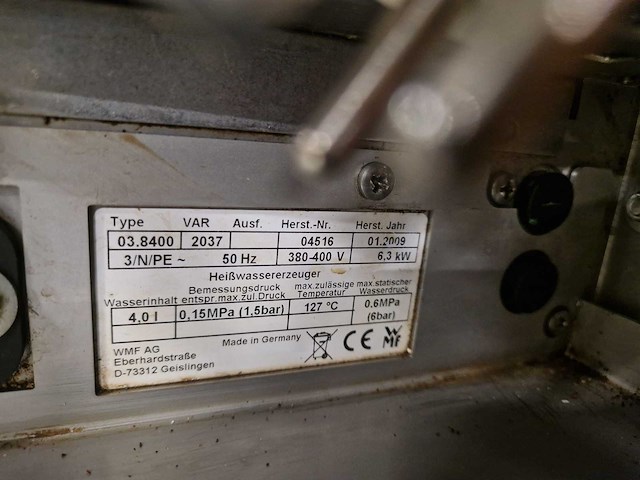 Type VAR Ausf. Herst.-Nr. Herst. Jahr
03.8400 2037 04516 01.2009
3/N/PE ~ 50 Hz 380-400 V 6,3 kW
Heißwassererzeuger
Bemessungsdruck max.zulässige max.statischer
Wasserinhalt entspr.max.zul.Druck Temperatur Wasserdruck
4,0 l 0,15MPa (1,5bar) 127 °C 0.6MPa
(6bar)
Made in Germany CE WMF
WMF AG
Eberhardstraße
D-73312 Geislingen